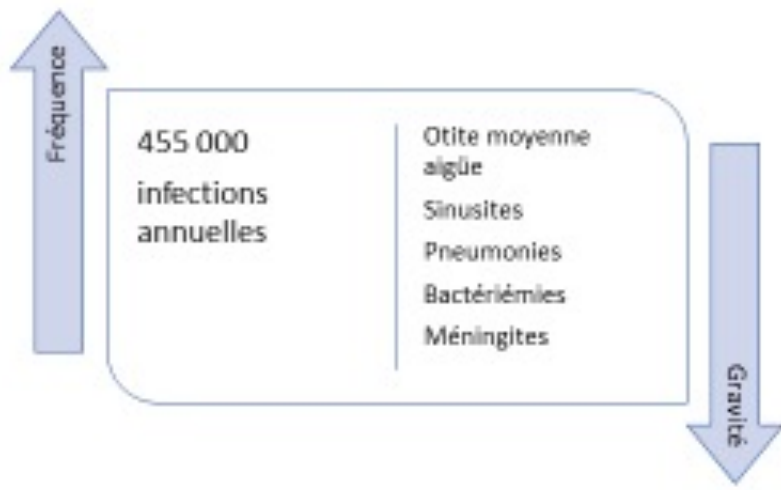 Fréquence
455 000
infections
annuelles
Otite moyenne
aigüe
Sinusites
Pneumonies
Bactériémies
Méningites
Gravité